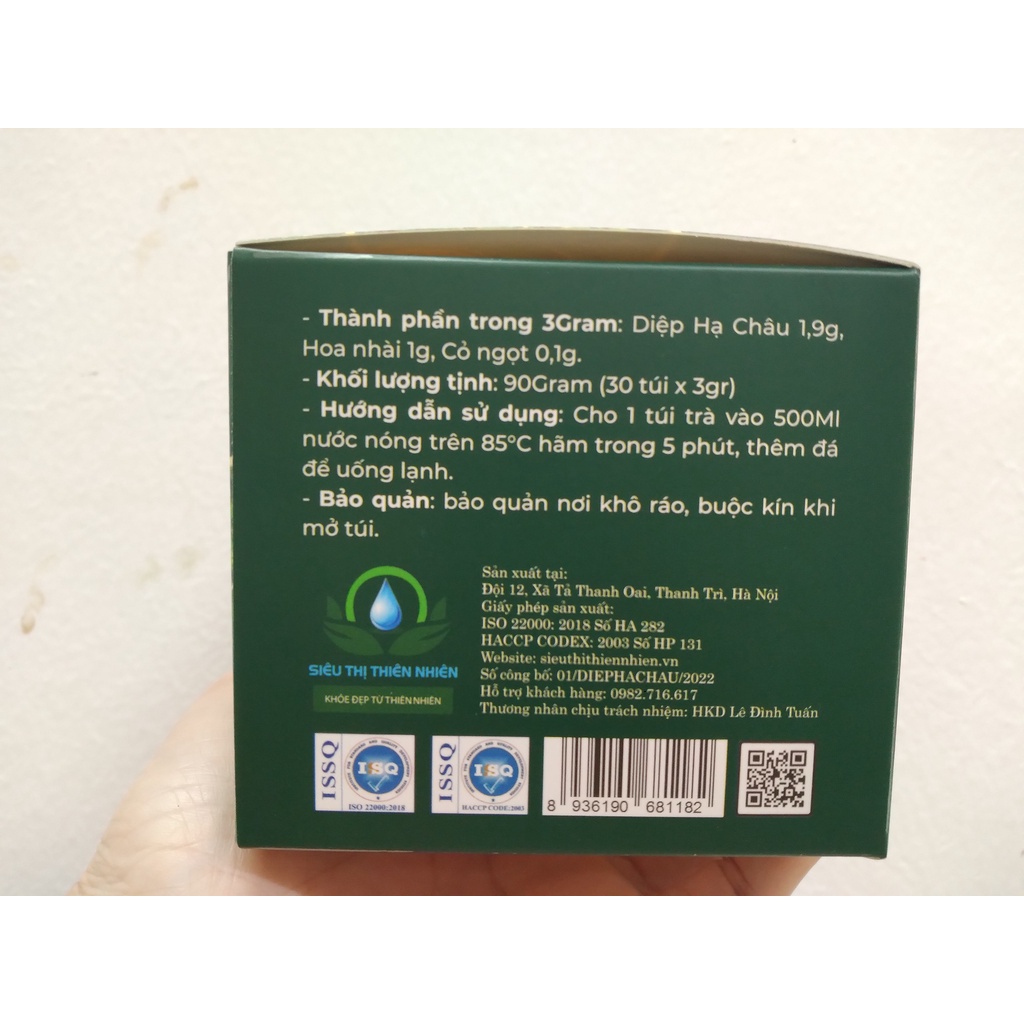 - Thành phần trong 3Gram: Diệp Hạ Châu 1,9g,
Hoa nhài 1g, Cỏ ngọt 0,1g.
- Khối lượng tịnh: 90Gram (30 túi x 3gr)
- Hướng dẫn sử dụng: Cho 1 túi trà vào 500Ml
nước nóng trên 85°C hãm trong 5 phút, thêm đá
để uống lạnh.
- Bảo quản: bảo quản nơi khô ráo, buộc kín khi
mở túi.
SIÊU THỊ THIÊN NHIÊN
KHỎE ĐẸP TỪ THIÊN NHIÊN
Sản xuất tại:
Đội 12, Xã Tả Thanh Oai, Thanh Trì, Hà Nội
Giấy phép sản xuất:
ISO 22000: 2018 Số HA 282
HACCP CODEX: 2003 Số HP 131
Website: sieuthithiennhien.vn
Số công bố: 01/DIEPHACHAU/2022
Hỗ trợ khách hàng: 0982.716.617
Thương nhân chịu trách nhiệm: HKD Lê Đình Tuấn
ISSQ
ISSQ
ISO 22000:2018
ISSQ
ISSQ
HACCP CODE:2003
8 936190 681182